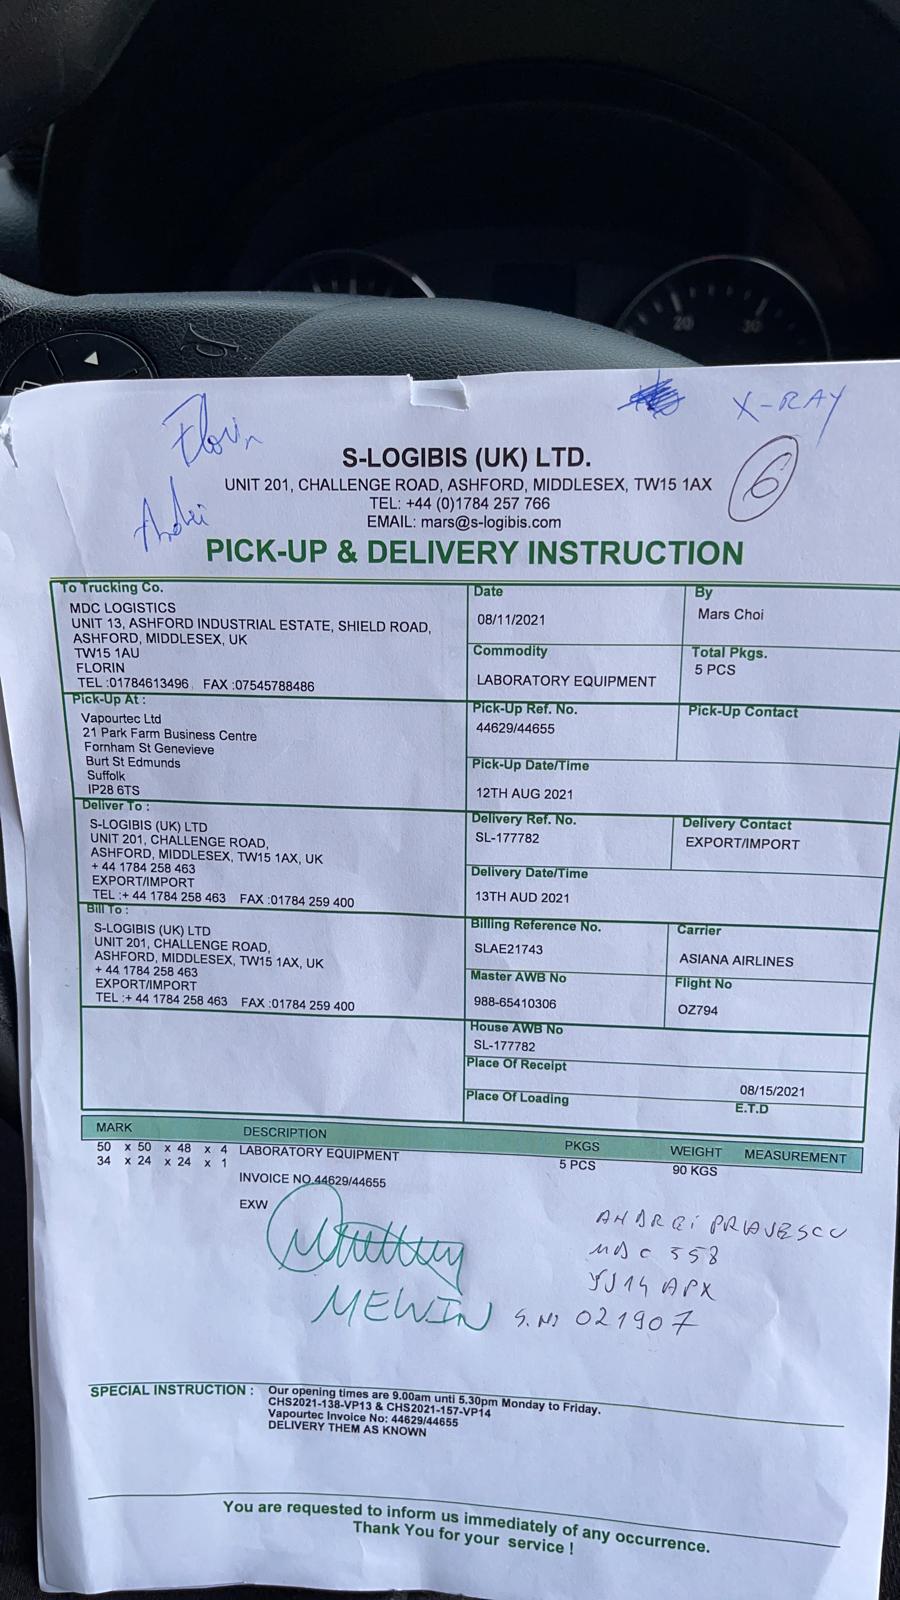 Florin
X-RAY
6
Andrei
S-LOGIBIS (UK) LTD.
UNIT 201, CHALLENGE ROAD, ASHFORD, MIDDLESEX, TW15 1AX
TEL: +44 (0)1784 257 766
EMAIL: mars@s-logibis.com
PICK-UP & DELIVERY INSTRUCTION
To Trucking Co.
MDC LOGISTICS
UNIT 13, ASHFORD INDUSTRIAL ESTATE, SHIELD ROAD,
ASHFORD, MIDDLESEX, UK
TW15 1AU
FLORIN
TEL :01784613496 FAX :07545788486
Date
08/11/2021
By
Mars Choi
Commodity
LABORATORY EQUIPMENT
Total Pkgs.
5 PCS
Pick-Up At :
Vapourtec Ltd
21 Park Farm Business Centre
Fornham St Genevieve
Burt St Edmunds
Suffolk
IP28 6TS
Pick-Up Ref. No.
44629/44655
Pick-Up Contact
Pick-Up Date/Time
12TH AUG 2021
Deliver To :
S-LOGIBIS (UK) LTD
UNIT 201, CHALLENGE ROAD,
ASHFORD, MIDDLESEX, TW15 1AX, UK
+ 44 1784 258 463
EXPORT/IMPORT
TEL :+ 44 1784 258 463 FAX :01784 259 400
Delivery Ref. No.
SL-177782
Delivery Contact
EXPORT/IMPORT
Delivery Date/Time
13TH AUD 2021
Bill To :
S-LOGIBIS (UK) LTD
UNIT 201, CHALLENGE ROAD,
ASHFORD, MIDDLESEX, TW15 1AX, UK
+ 44 1784 258 463
EXPORT/IMPORT
TEL :+ 44 1784 258 463 FAX :01784 259 400
Billing Reference No.
SLAE21743
Carrier
ASIANA AIRLINES
Master AWB No
988-65410306
Flight No
OZ794
House AWB No
SL-177782
Place Of Receipt
08/15/2021
Place Of Loading
E.T.D
MARK DESCRIPTION PKGS WEIGHT MEASUREMENT
50 x 50 x 48 x 4 LABORATORY EQUIPMENT 5 PCS 90 KGS
34 x 24 x 24 x 1
INVOICE NO.44629/44655
EXW
MEWIN
ANDREI
MDC 558
APX
S.No 021907
SPECIAL INSTRUCTION :
Our opening times are 9.00am unti 5.30pm Monday to Friday.
CHS2021-138-VP13 & CHS2021-157-VP14
Vapourtec Invoice No: 44629/44655
DELIVERY THEM AS KNOWN
You are requested to inform us immediately of any occurrence.
Thank You for your service !
20
30